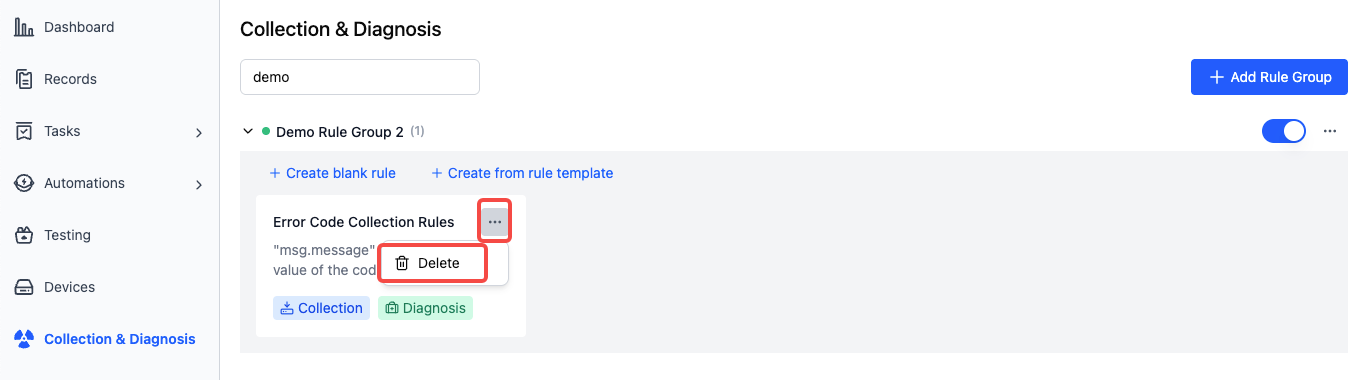 Dashboard
Records
Tasks
Automations
Testing
Devices
Collection & Diagnosis
Collection & Diagnosis
demo
Add Rule Group
Demo Rule Group 2 (1)
Create blank rule
Create from rule template
Error Code Collection Rules
"msg.message"
value of the cod
Delete
Collection
Diagnosis